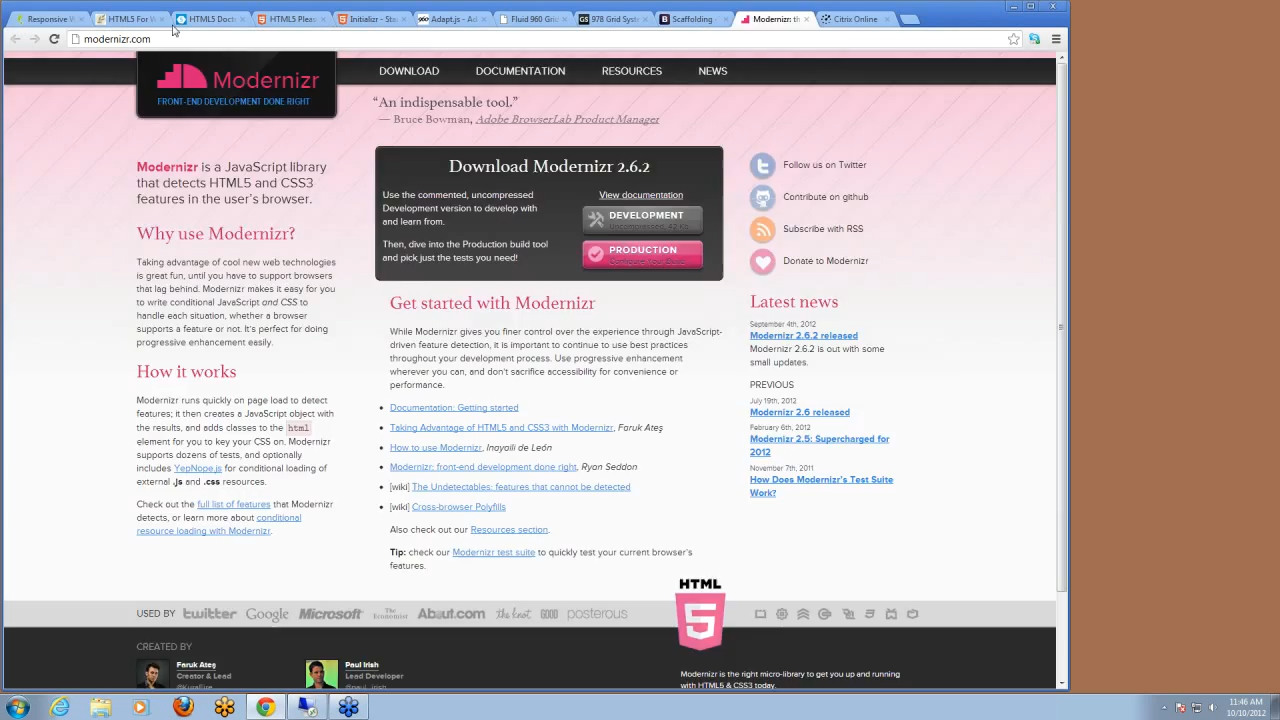 Responsive W
HTML5 For W
HTML5 Docto
HTML5 Pleas
Initializr - Sta
Adapt.js - Ad
Fluid 960 Grid
978 Grid Syst
Scaffolding
Modernizr: th
Citrix Online
modernizr.com
Modernizr
FRONT-END DEVELOPMENT DONE RIGHT
DOWNLOAD
DOCUMENTATION
RESOURCES
NEWS
“An indispensable tool.”
— Bruce Bowman, Adobe BrowserLab Product Manager
Modernizr is a JavaScript library
that detects HTML5 and CSS3
features in the user’s browser.
Why use Modernizr?
Taking advantage of cool new web technologies
is great fun, until you have to support browsers
that lag behind. Modernizr makes it easy for you
to write conditional JavaScript and CSS to
handle each situation, whether a browser
supports a feature or not. It’s perfect for doing
progressive enhancement easily.
How it works
Modernizr runs quickly on page load to detect
features; it then creates a JavaScript object with
the results, and adds classes to the html
element for you to key your CSS on. Modernizr
supports dozens of tests, and optionally
includes YepNope.js for conditional loading of
external .js and .css resources.
Check out the full list of features that Modernizr
detects, or learn more about conditional
resource loading with Modernizr.
Download Modernizr 2.6.2
Use the commented, uncompressed
Development version to develop with
and learn from.
Then, dive into the Production build tool
and pick just the tests you need!
View documentation
DEVELOPMENT
PRODUCTION
Configure Your Build
Get started with Modernizr
While Modernizr gives you finer control over the experience through JavaScript-
driven feature detection, it is important to continue to use best practices
throughout your development process. Use progressive enhancement
wherever you can, and don’t sacrifice accessibility for convenience or
performance.
Documentation: Getting started
Taking Advantage of HTML5 and CSS3 with Modernizr, Faruk Ateş
How to use Modernizr, Inayaili de León
Modernizr: front-end development done right, Ryan Seddon
[wiki] The Undetectables: features that cannot be detected
[wiki] Cross-browser Polyfills
Also check out our Resources section.
Tip: check our Modernizr test suite to quickly test your current browser’s
features.
Follow us on Twitter
Contribute on github
Subscribe with RSS
Donate to Modernizr
Latest news
September 4th, 2012
Modernizr 2.6.2 released
Modernizr 2.6.2 is out with some
small updates.
PREVIOUS
July 19th, 2012
Modernizr 2.6 released
February 6th, 2012
Modernizr 2.5: Supercharged for
2012
November 7th, 2011
How Does Modernizr’s Test Suite
Work?
USED BY twitter Google Microsoft The Economist About.com the knot GOOD posterous
HTML
5
CREATED BY
Faruk Ateş
Creator & Lead
@KuraFire
Paul Irish
Lead Developer
@paul_irish
Modernizr is the right micro-library to get you up and running
with HTML5 & CSS3 today.
11:46 AM
10/10/2012